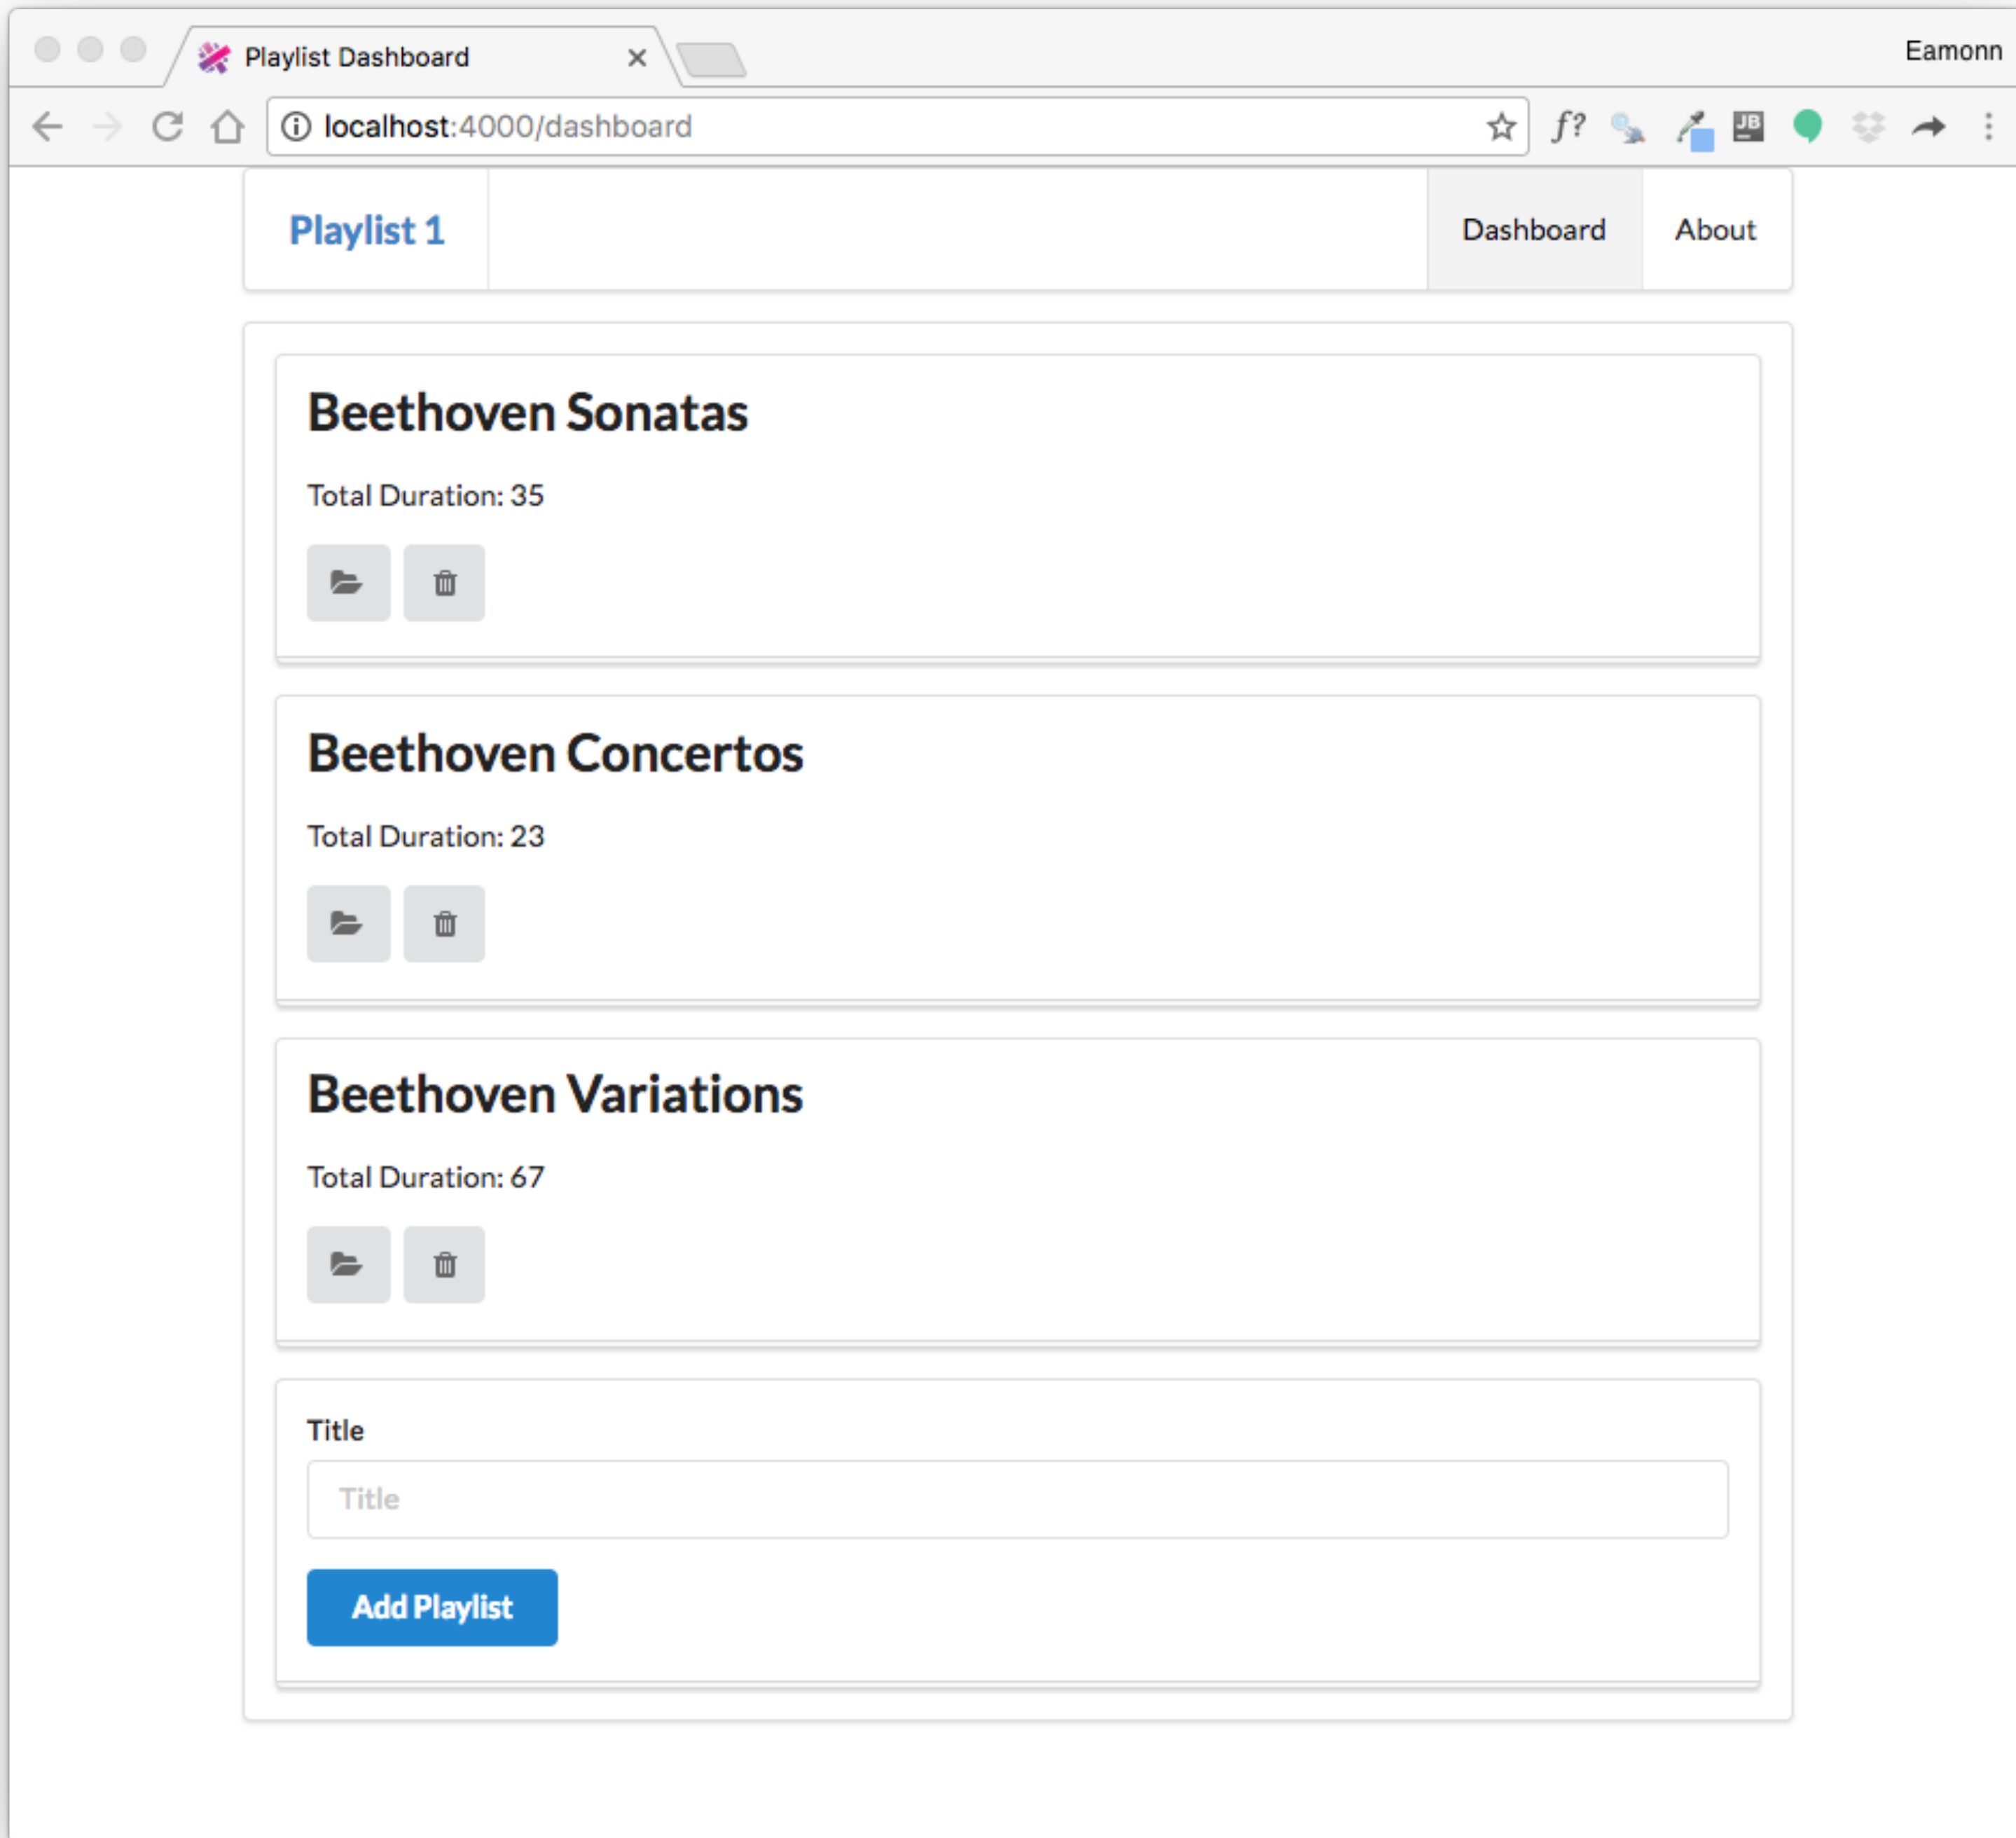 Playlist Dashboard
Eamonn
localhost:4000/dashboard
f?
JB
Playlist 1
Dashboard
About
Beethoven Sonatas
Total Duration: 35
Beethoven Concertos
Total Duration: 23
Beethoven Variations
Total Duration: 67
Title
Title
Add Playlist